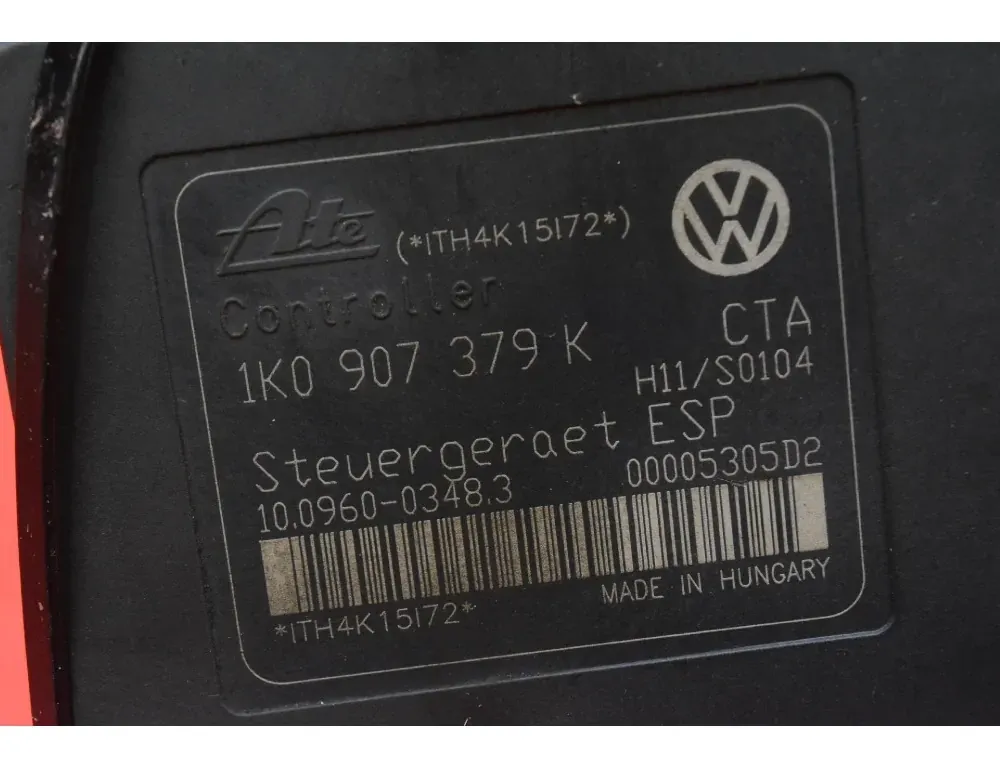 Ate (*ITH4K15I72*)
Controller
1K0 907 379 K CTA
H11/S0104
Steuergeraet ESP
10.0960-0348.3 00005305D2
MADE IN HUNGARY
*ITH4K15I72*